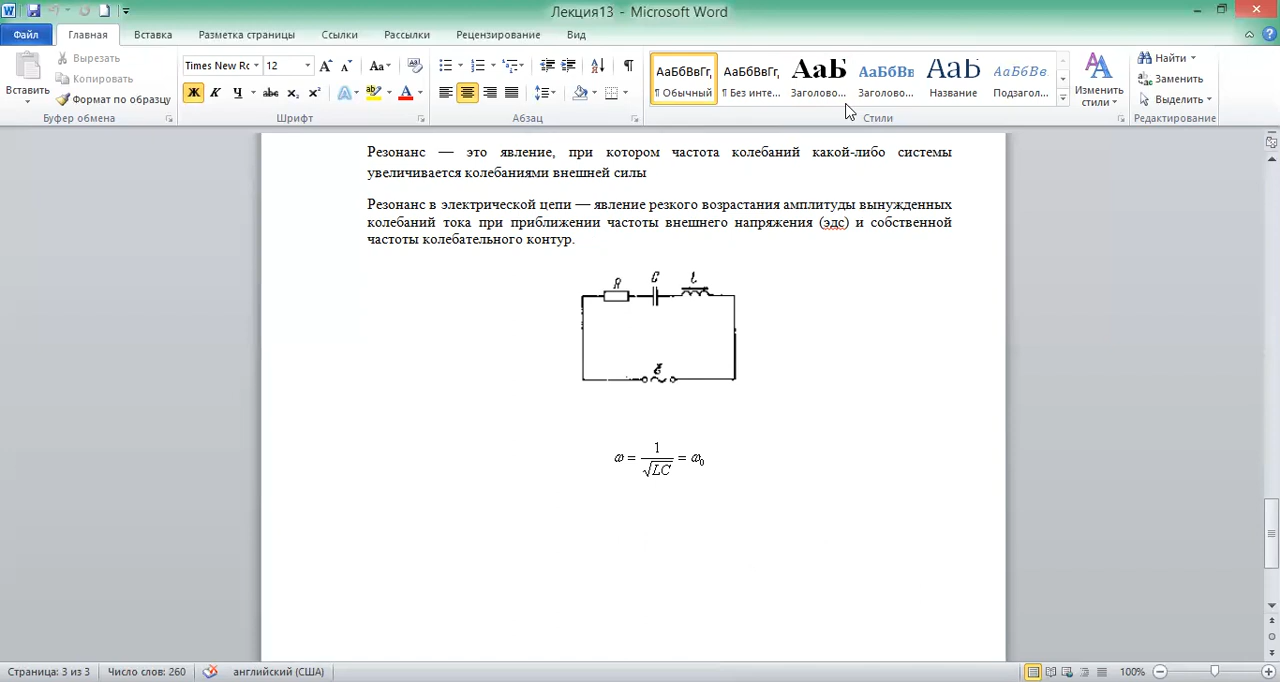 Лекция13 - Microsoft Word
Файл Главная Вставка Разметка страницы Ссылки Рассылки Рецензирование Вид
Вставить
Вырезать
Копировать
Формат по образцу
Буфер обмена
Times New Rc 12
Ж К Ч abc x₂ x²
Шрифт
Абзац
АаБбВвГг, АаБбВвГг, АаБ АаБбВв АаБ АаБбВв
¶ Обычный ¶ Без инте... Заголово... Заголово... Название Подзагол...
Изменить стили
Стили
Найти
Заменить
Выделить
Редактирование
Резонанс — это явление, при котором частота колебаний какой-либо системы
увеличивается колебаниями внешней силы
Резонанс в электрической цепи — явление резкого возрастания амплитуды вынужденных
колебаний тока при приближении частоты внешнего напряжения (эдс) и собственной
частоты колебательного контур.
R C L
ℰ
ω = 1/√LC = ω₀
Страница: 3 из 3 Число слов: 260 английский (США) 100%